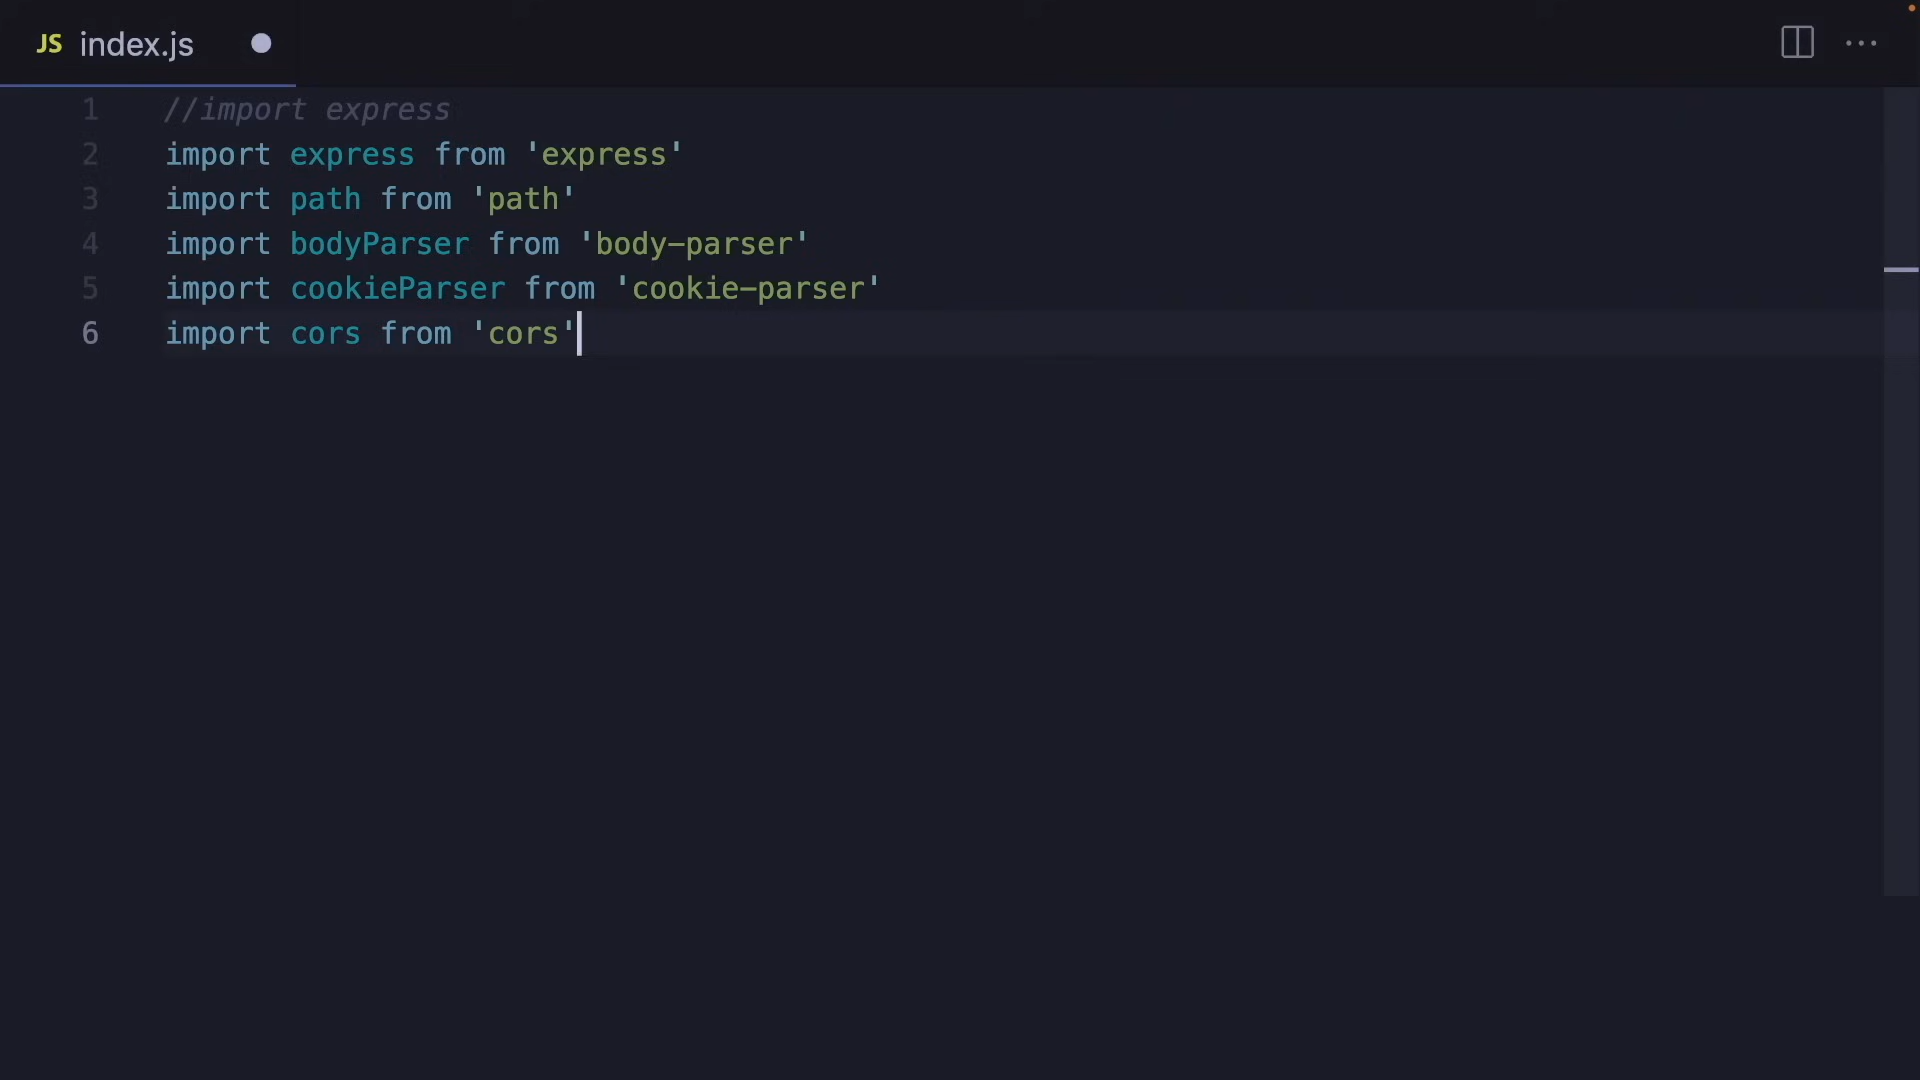 JS index.js
1 //import express
2 import express from 'express'
3 import path from 'path'
4 import bodyParser from 'body-parser'
5 import cookieParser from 'cookie-parser'
6 import cors from 'cors'